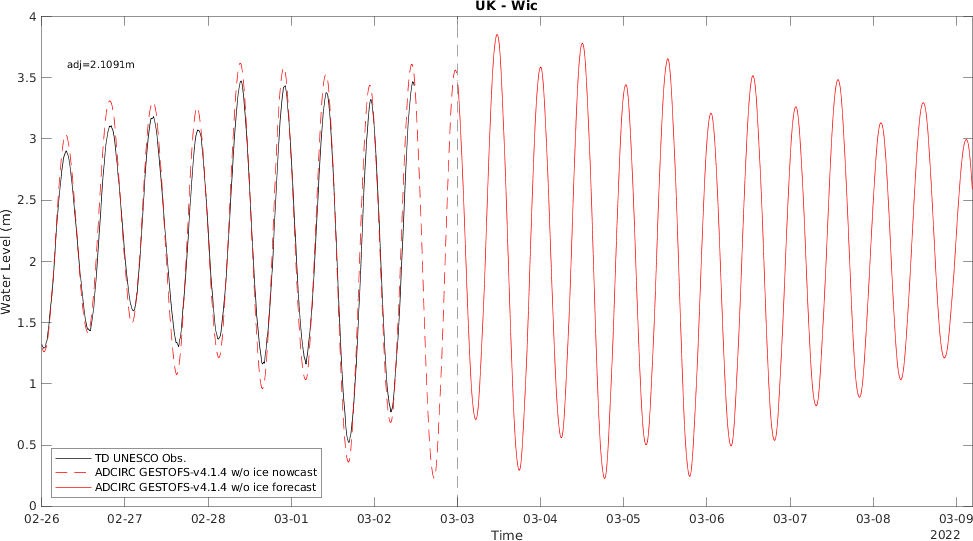 UK - Wic
4
adj=2.1091m
3.5
3
2.5
2
1.5
1
0.5
0
Water Level (m)
TD UNESCO Obs.
ADCIRC GESTOFS-v4.1.4 w/o ice nowcast
ADCIRC GESTOFS-v4.1.4 w/o ice forecast
02-26 02-27 02-28 03-01 03-02 03-03 03-04 03-05 03-06 03-07 03-08 03-09
Time
2022